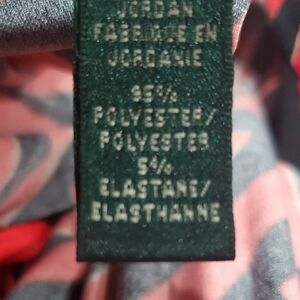 JORDAN
FABRIQUE EN
JORDANIE
95%
POLYESTER/
POLYESTER
5%
ELASTANE/
ELASTHANNE